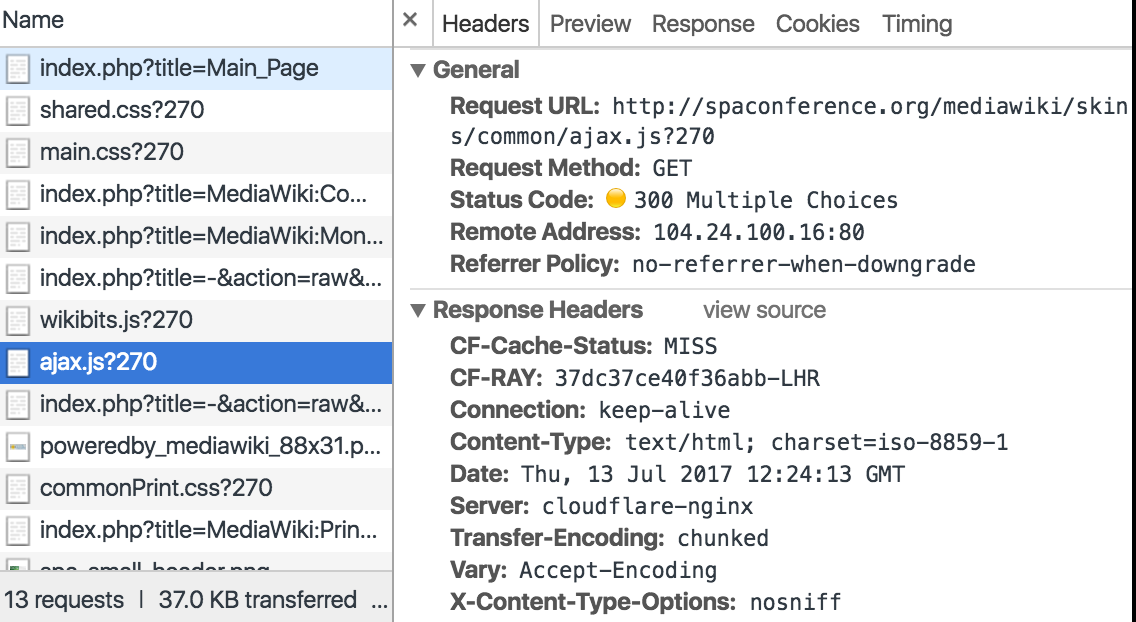 Name
index.php?title=Main_Page
shared.css?270
main.css?270
index.php?title=MediaWiki:Co...
index.php?title=MediaWiki:Mon...
index.php?title=-&action=raw&...
wikibits.js?270
ajax.js?270
index.php?title=-&action=raw&...
poweredby_mediawiki_88x31.p...
commonPrint.css?270
index.php?title=MediaWiki:Prin...
13 requests | 37.0 KB transferred ...
× Headers Preview Response Cookies Timing
▼ General
Request URL: http://spaconference.org/mediawiki/skin
s/common/ajax.js?270
Request Method: GET
Status Code: 300 Multiple Choices
Remote Address: 104.24.100.16:80
Referrer Policy: no-referrer-when-downgrade
▼ Response Headers view source
CF-Cache-Status: MISS
CF-RAY: 37dc37ce40f36abb-LHR
Connection: keep-alive
Content-Type: text/html; charset=iso-8859-1
Date: Thu, 13 Jul 2017 12:24:13 GMT
Server: cloudflare-nginx
Transfer-Encoding: chunked
Vary: Accept-Encoding
X-Content-Type-Options: nosniff